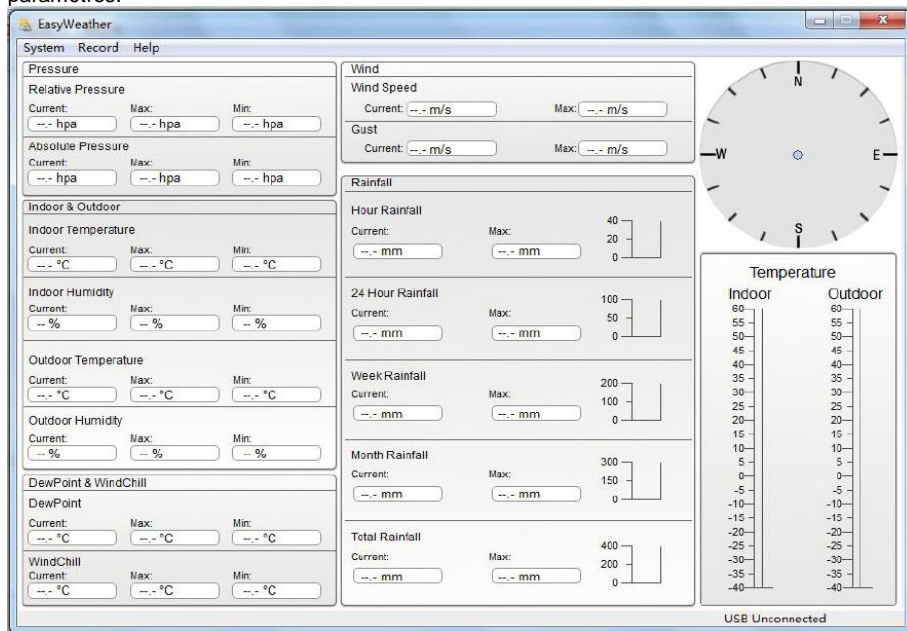 parametres.
EasyWeather
System Record Help
Pressure
Relative Pressure
Current: Max: Min:
--.- hpa --.- hpa --.- hpa
Absolute Pressure
Current: Max: Min:
--.- hpa --.- hpa --.- hpa
Indoor & Outdoor
Indoor Temperature
Current: Max: Min:
--.- °C --.- °C --.- °C
Indoor Humidity
Current: Max: Min:
-- % -- % -- %
Outdoor Temperature
Current: Max: Min:
--.- °C --.- °C --.- °C
Outdoor Humidity
Current: Max: Min:
-- % -- % -- %
DewPoint & WindChill
DewPoint
Current: Max: Min:
--.- °C --.- °C --.- °C
WindChill
Current: Max: Min:
--.- °C --.- °C --.- °C
Wind
Wind Speed
Current: --.- m/s Max: --.- m/s
Gust
Current: --.- m/s Max: --.- m/s
Rainfall
Hour Rainfall
Current: Max:
--.- mm --.- mm
40
20
0
24 Hour Rainfall
Current: Max:
--.- mm --.- mm
100
50
0
Week Rainfall
Current: Max:
--.- mm --.- mm
200
100
0
Month Rainfall
Current: Max:
--.- mm --.- mm
300
150
0
Total Rainfall
Current: Max:
--.- mm --.- mm
400
200
0
N
W E
S
Temperature
Indoor Outdoor
60 60
55 55
50 50
45 45
40 40
35 35
30 30
25 25
20 20
15 15
10 10
5 5
0 0
-5 -5
-10 -10
-15 -15
-20 -20
-25 -25
-30 -30
-35 -35
-40 -40
USB Unconnected